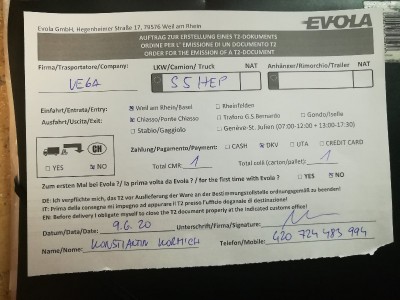 Evola GmbH, Hegenheimer Straße 17, 79576 Weil am Rhein
EVOLA
AUFTRAG ZUR ERSTELLUNG EINES T2-DOKUMENTES
ORDINE PER L'EMISSIONE DI UN DOCUMENTO T2
ORDER FOR THE EMISSION OF A T2-DOCUMENT
Firma/Trasportatore/Company: LKW/Camion/Truck NAT Anhänger/Rimorchio/Trailer NAT
VEGA
Einfahrt/Entrata/Entry: Weil am Rhein/Basel Rheinfelden
Ausfahrt/Uscita/Exit: Chiasso/Ponte Chiasso Traforo G.S.Bernardo Gondo/Iselle
Stabio/Gaggiolo Genève-St. Julien (07:00-12:00 + 13:00-17:30)
CH
YES NO
Zahlung/Pagamento/Payment: CASH DKV UTA CREDIT CARD
Total CMR: 1 Total colli (carton/pallet): 1
Zum ersten Mal bei Evola? / la prima volta da Evola? / for the first time with Evola? YES NO
DE: Ich verpflichte mich, das T2 vor Auslieferung der Ware an der Bestimmungszollstelle ordnungsgemäß zu beenden!
IT: Prima della consegna mi impegno ad appurare il T2 presso l'ufficio doganale di destinazione!
EN: Before delivery I obligate myself to close the T2 document properly at the indicated customs office!
Datum/Data/Date: 9.6.20 Unterschrift/Firma/Signature:
Name/Nome: KONSTIANTIN KORMICH Telefon/Mobile: 420 724 483 994